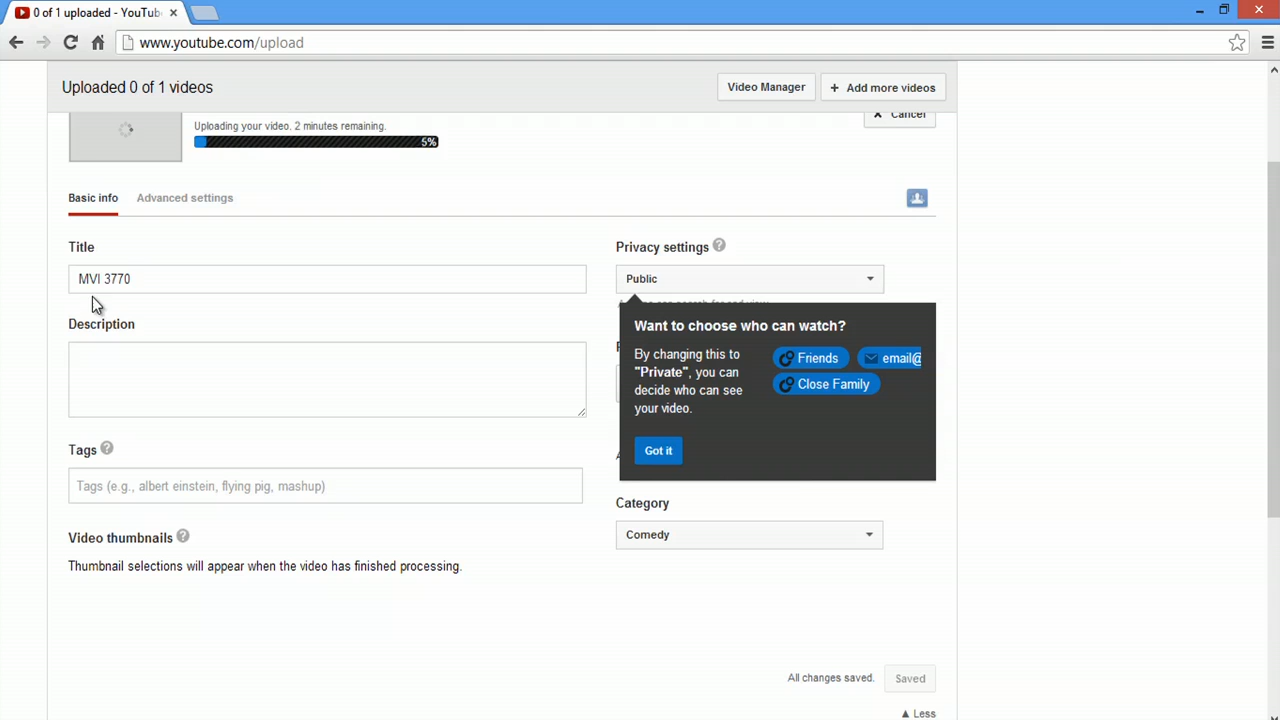 0 of 1 uploaded - YouTub
www.youtube.com/upload
Uploaded 0 of 1 videos
Video Manager
+ Add more videos
Uploading your video. 2 minutes remaining.
Cancel
5%
Basic info
Advanced settings
Title
Privacy settings
MVI 3770
Public
Description
Want to choose who can watch?
By changing this to
"Private", you can
decide who can see
your video.
Friends
email@
Close Family
Got it
Tags
Tags (e.g., albert einstein, flying pig, mashup)
Category
Comedy
Video thumbnails
Thumbnail selections will appear when the video has finished processing.
All changes saved.
Saved
Less